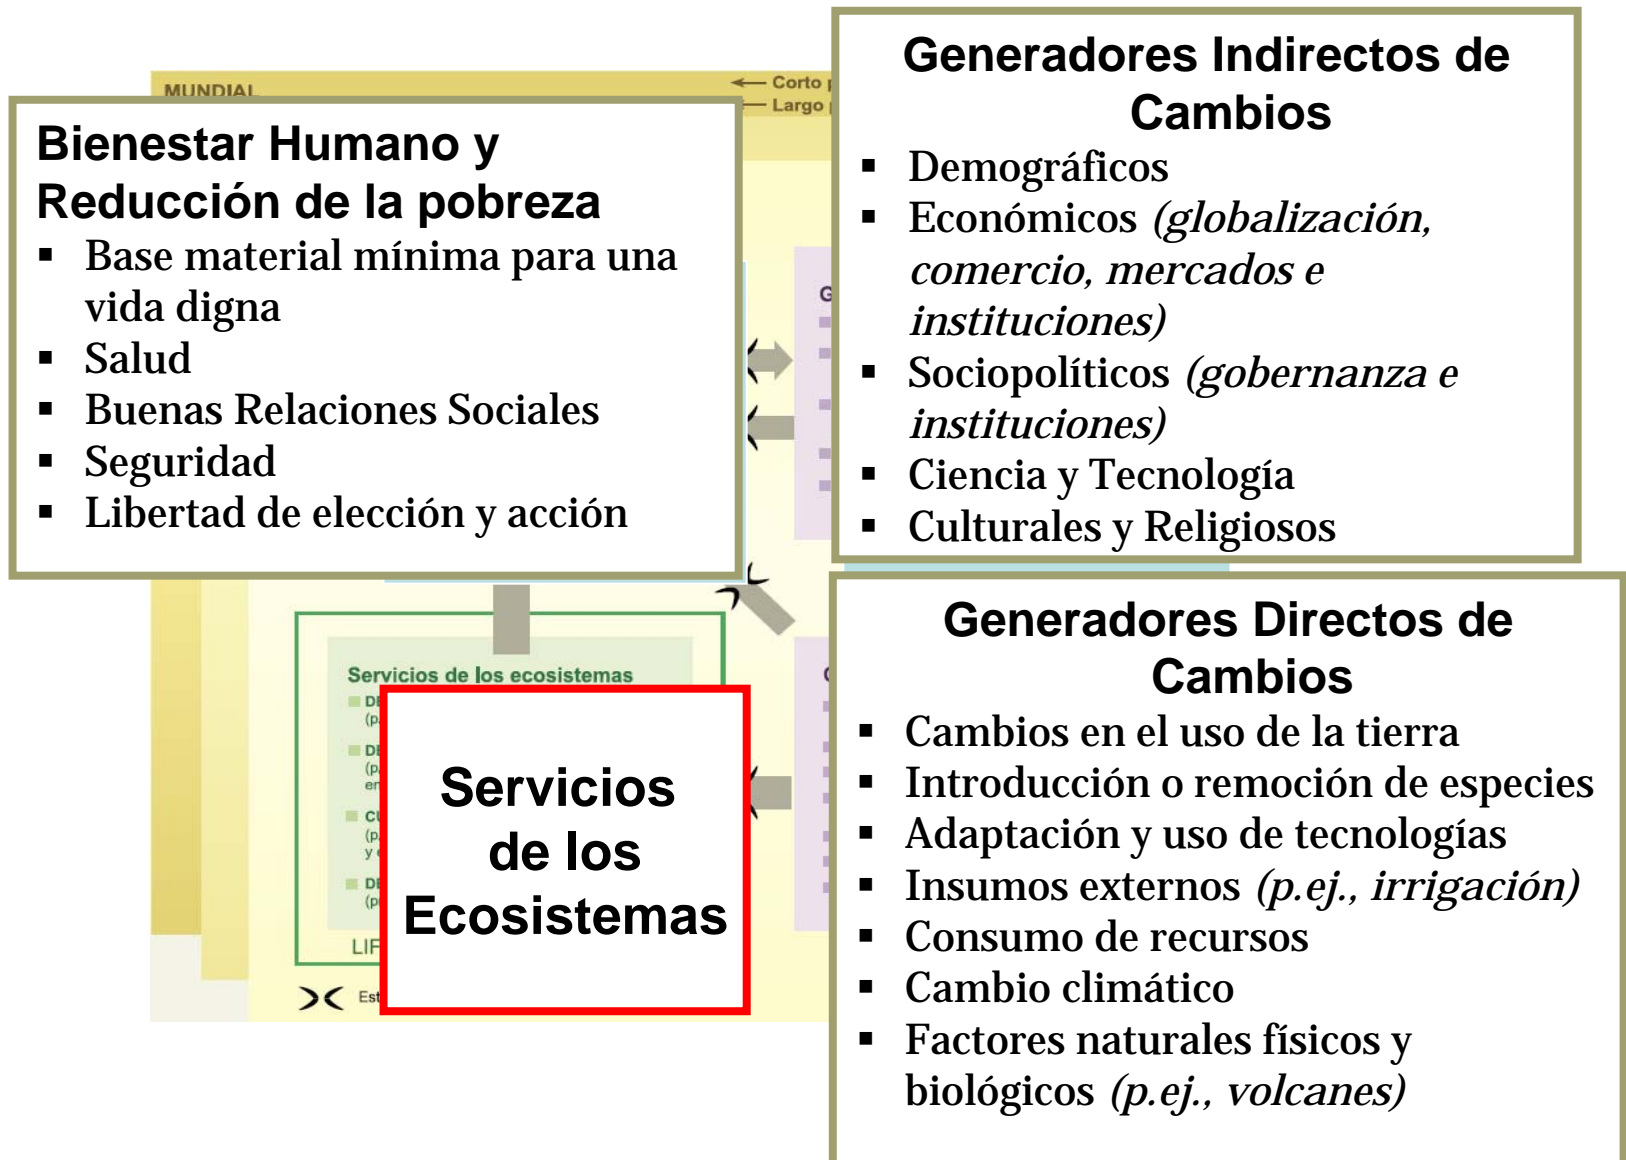 MUNDIAL
Corto
Largo
Bienestar Humano y
Reducción de la pobreza
▪ Base material mínima para una
vida digna
▪ Salud
▪ Buenas Relaciones Sociales
▪ Seguridad
▪ Libertad de elección y acción
Generadores Indirectos de
Cambios
▪ Demográficos
▪ Económicos (globalización,
comercio, mercados e
instituciones)
▪ Sociopolíticos (gobernanza e
instituciones)
▪ Ciencia y Tecnología
▪ Culturales y Religiosos
Servicios de los ecosistemas
Servicios
de los
Ecosistemas
Generadores Directos de
Cambios
▪ Cambios en el uso de la tierra
▪ Introducción o remoción de especies
▪ Adaptación y uso de tecnologías
▪ Insumos externos (p.ej., irrigación)
▪ Consumo de recursos
▪ Cambio climático
▪ Factores naturales físicos y
biológicos (p.ej., volcanes)